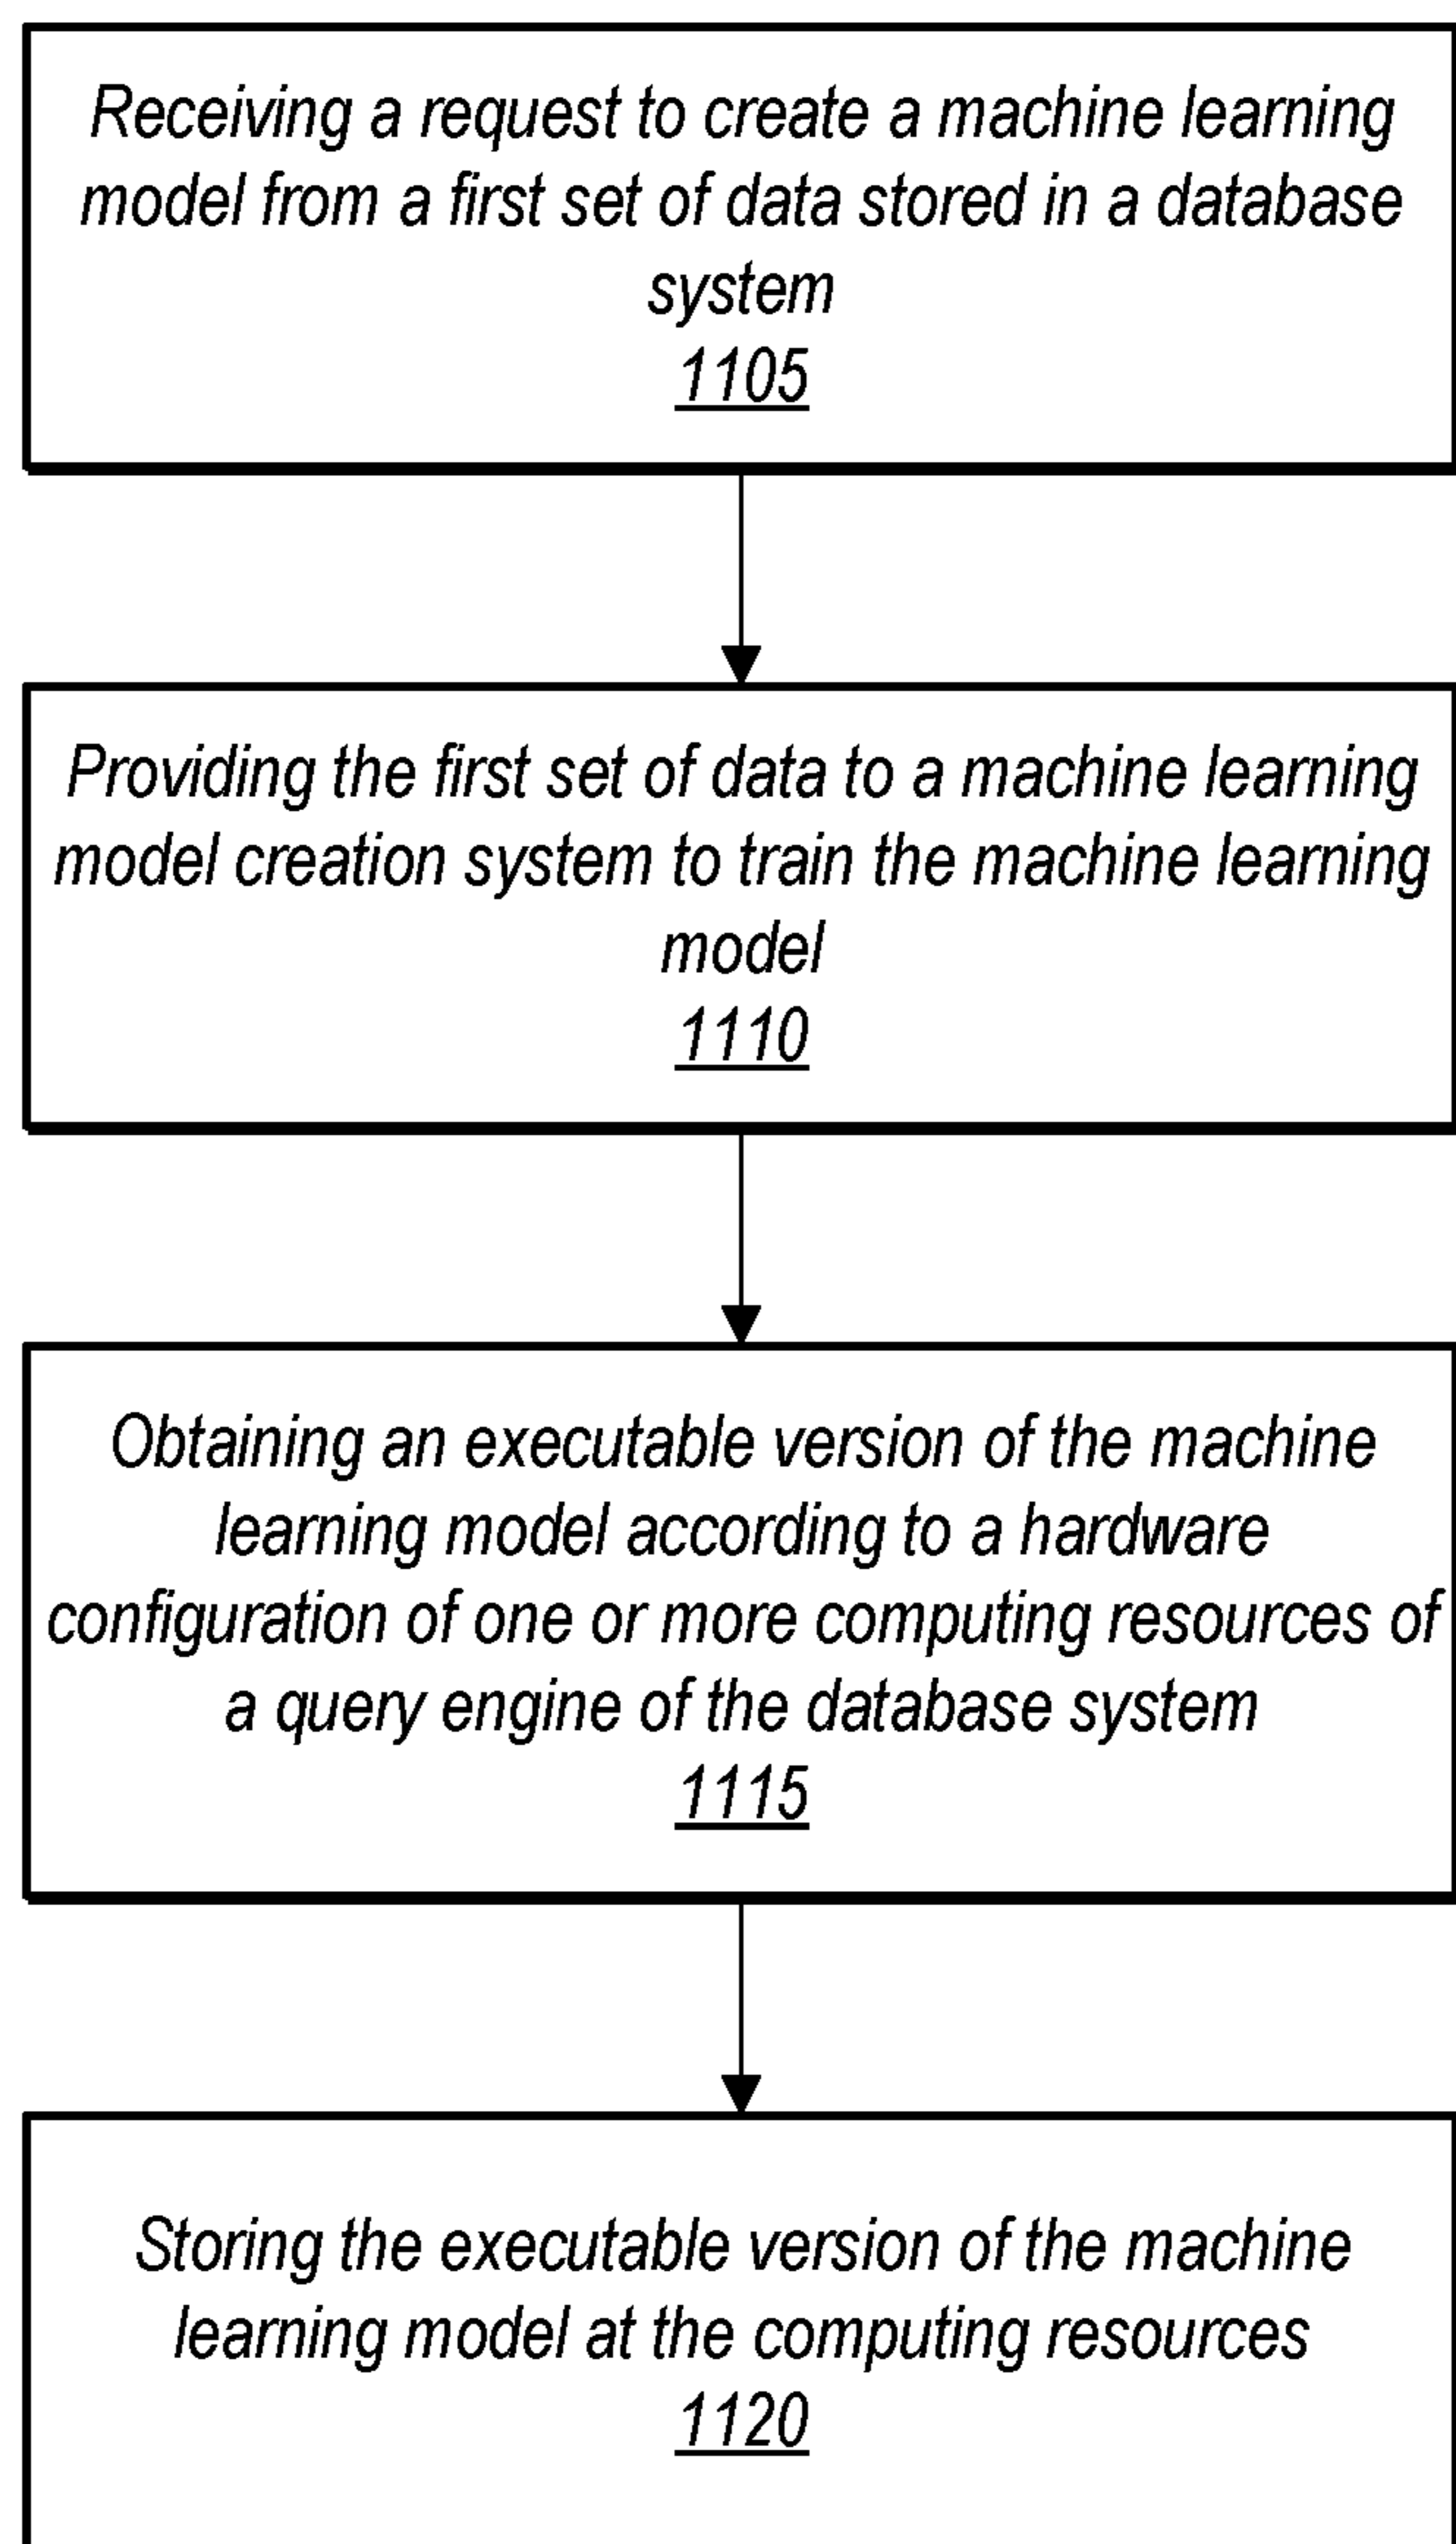 Receiving a request to create a machine learning
model from a first set of data stored in a database
system
1105
Providing the first set of data to a machine learning
model creation system to train the machine learning
model
1110
Obtaining an executable version of the machine
learning model according to a hardware
configuration of one or more computing resources of
a query engine of the database system
1115
Storing the executable version of the machine
learning model at the computing resources
1120